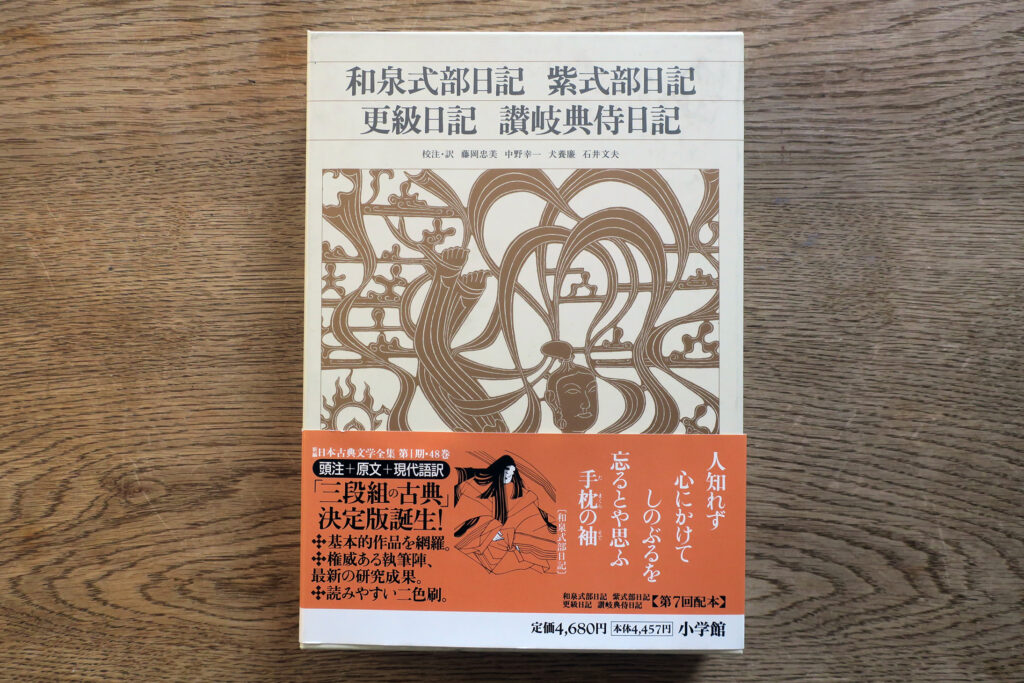 和泉式部日記 紫式部日記
更級日記 讃岐典侍日記
校注・訳 藤岡忠美 中野幸一 犬養廉 石井文夫
新編日本古典文学全集 第Ⅰ期・48巻
頭注+原文+現代語訳
「三段組の古典」
決定版誕生!
基本的作品を網羅。
権威ある執筆陣、
最新の研究成果。
読みやすい二色刷。
人知れず
心にかけて
しのぶるを
忘るとや思ふ
手枕の袖
[和泉式部日記]
和泉式部日記 紫式部日記
更級日記 讃岐典侍日記
【第7回配本】
定価4,680円 本体4,457円 小学館